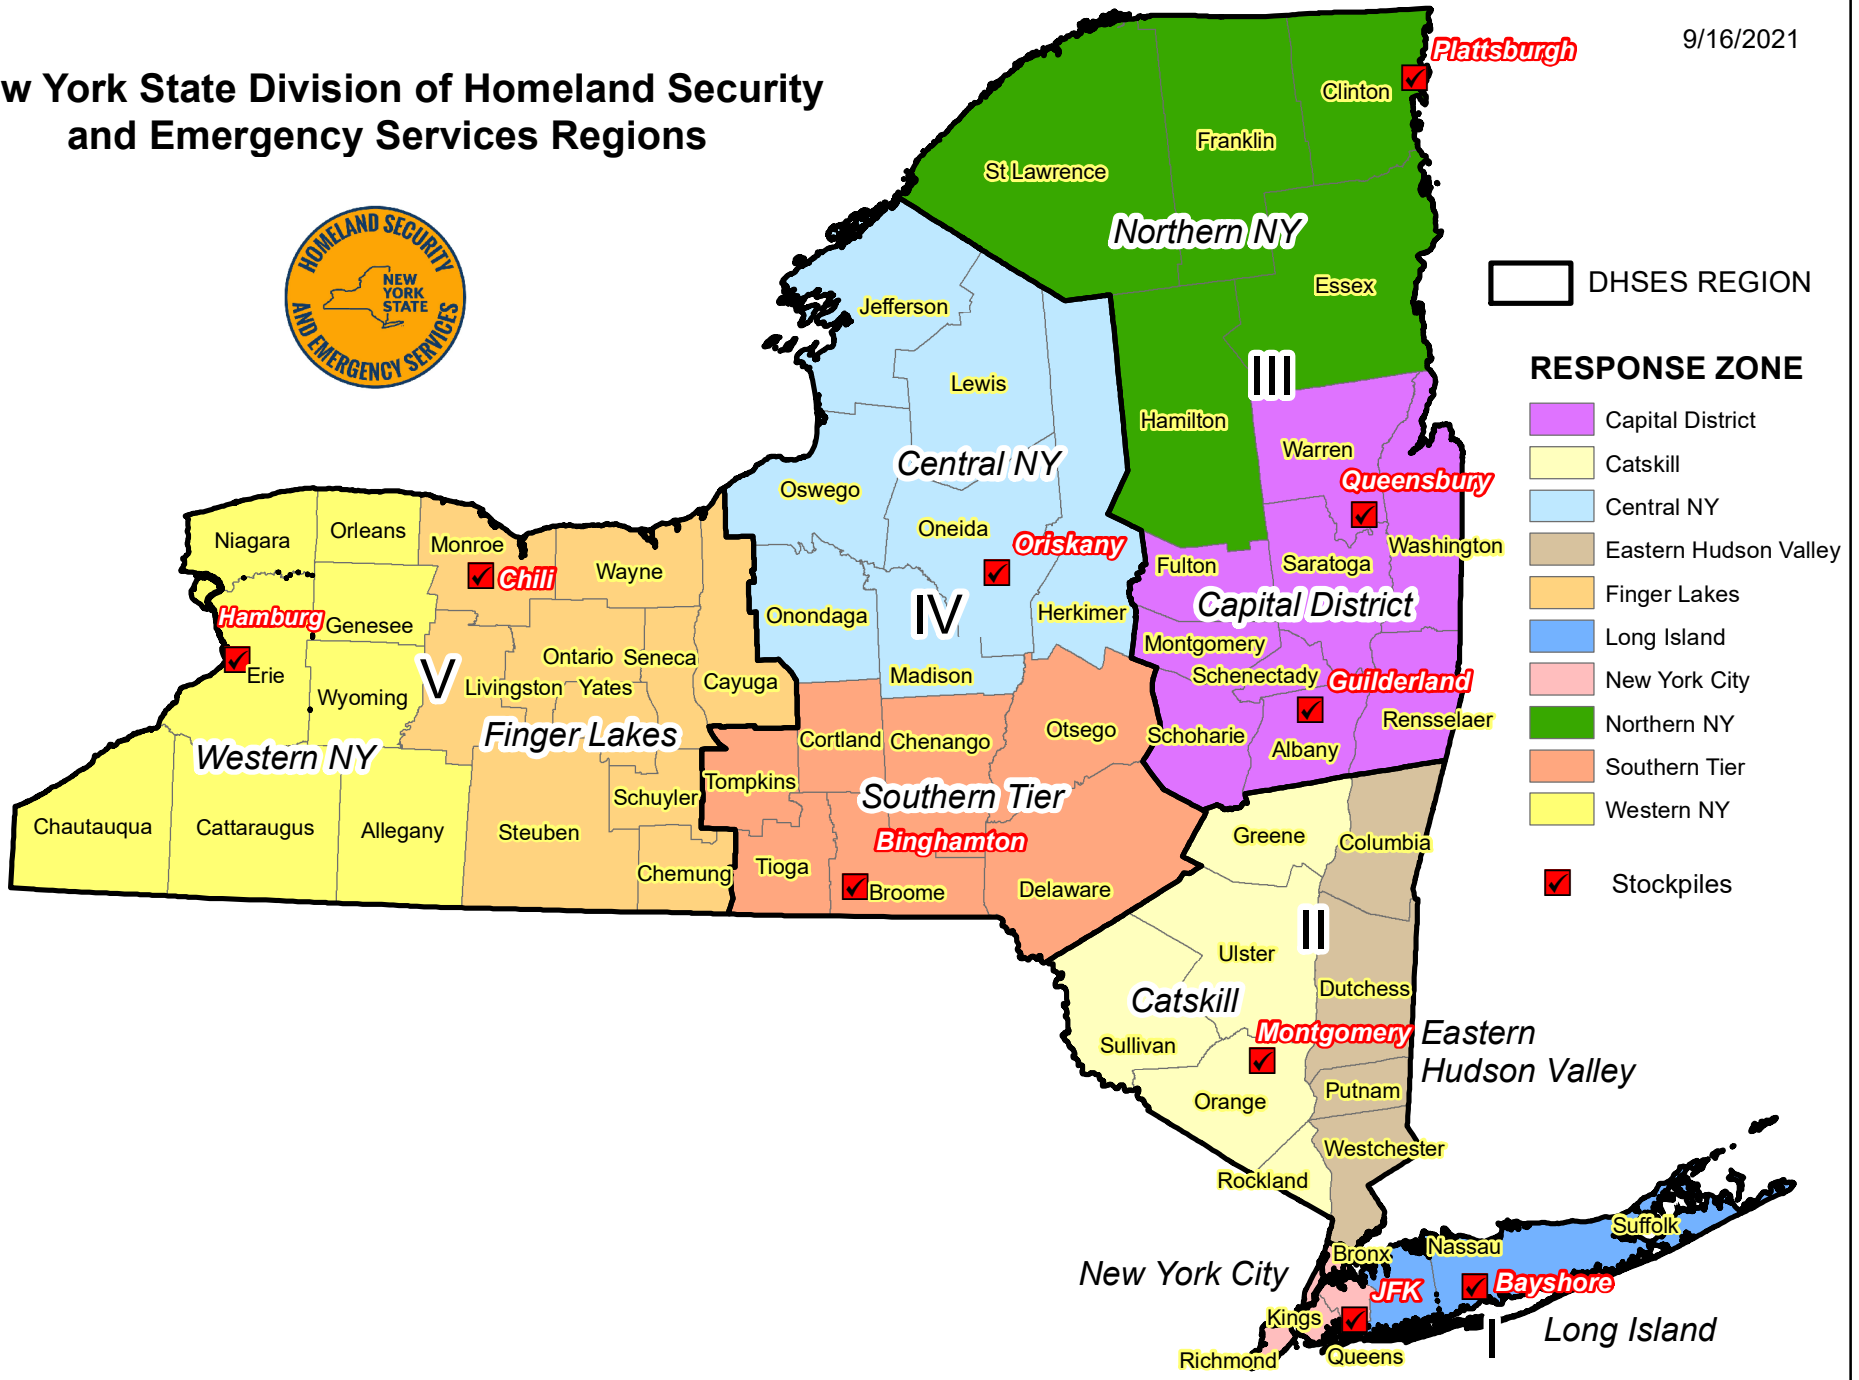 w York State Division of Homeland Security
and Emergency Services Regions
9/16/2021
HOMELAND SECURITY
AND EMERGENCY SERVICES
NEW
YORK
STATE
Plattsburgh
Clinton
Franklin
St Lawrence
Northern NY
Essex
DHSES REGION
Jefferson
Lewis
III
Hamilton
Warren
Queensbury
Central NY
Oswego
Oneida
Oriskany
Washington
Saratoga
Fulton
Capital District
Herkimer
IV
Onondaga
Madison
Montgomery
Schenectady
Guilderland
Rensselaer
Schoharie
Albany
Niagara
Orleans
Monroe
Chili
Wayne
Hamburg
Genesee
Erie
Wyoming
V
Ontario
Seneca
Livingston
Yates
Cayuga
Western NY
Finger Lakes
Cortland
Chenango
Otsego
Tompkins
Schuyler
Southern Tier
Chautauqua
Cattaraugus
Allegany
Steuben
Chemung
Tioga
Binghamton
Broome
Delaware
Greene
Columbia
II
Ulster
Catskill
Dutchess
Sullivan
Montgomery
Eastern
Hudson Valley
Orange
Putnam
Westchester
Rockland
New York City
Bronx
Nassau
Suffolk
JFK
Bayshore
Kings
I
Long Island
Richmond
Queens
RESPONSE ZONE
Capital District
Catskill
Central NY
Eastern Hudson Valley
Finger Lakes
Long Island
New York City
Northern NY
Southern Tier
Western NY
Stockpiles